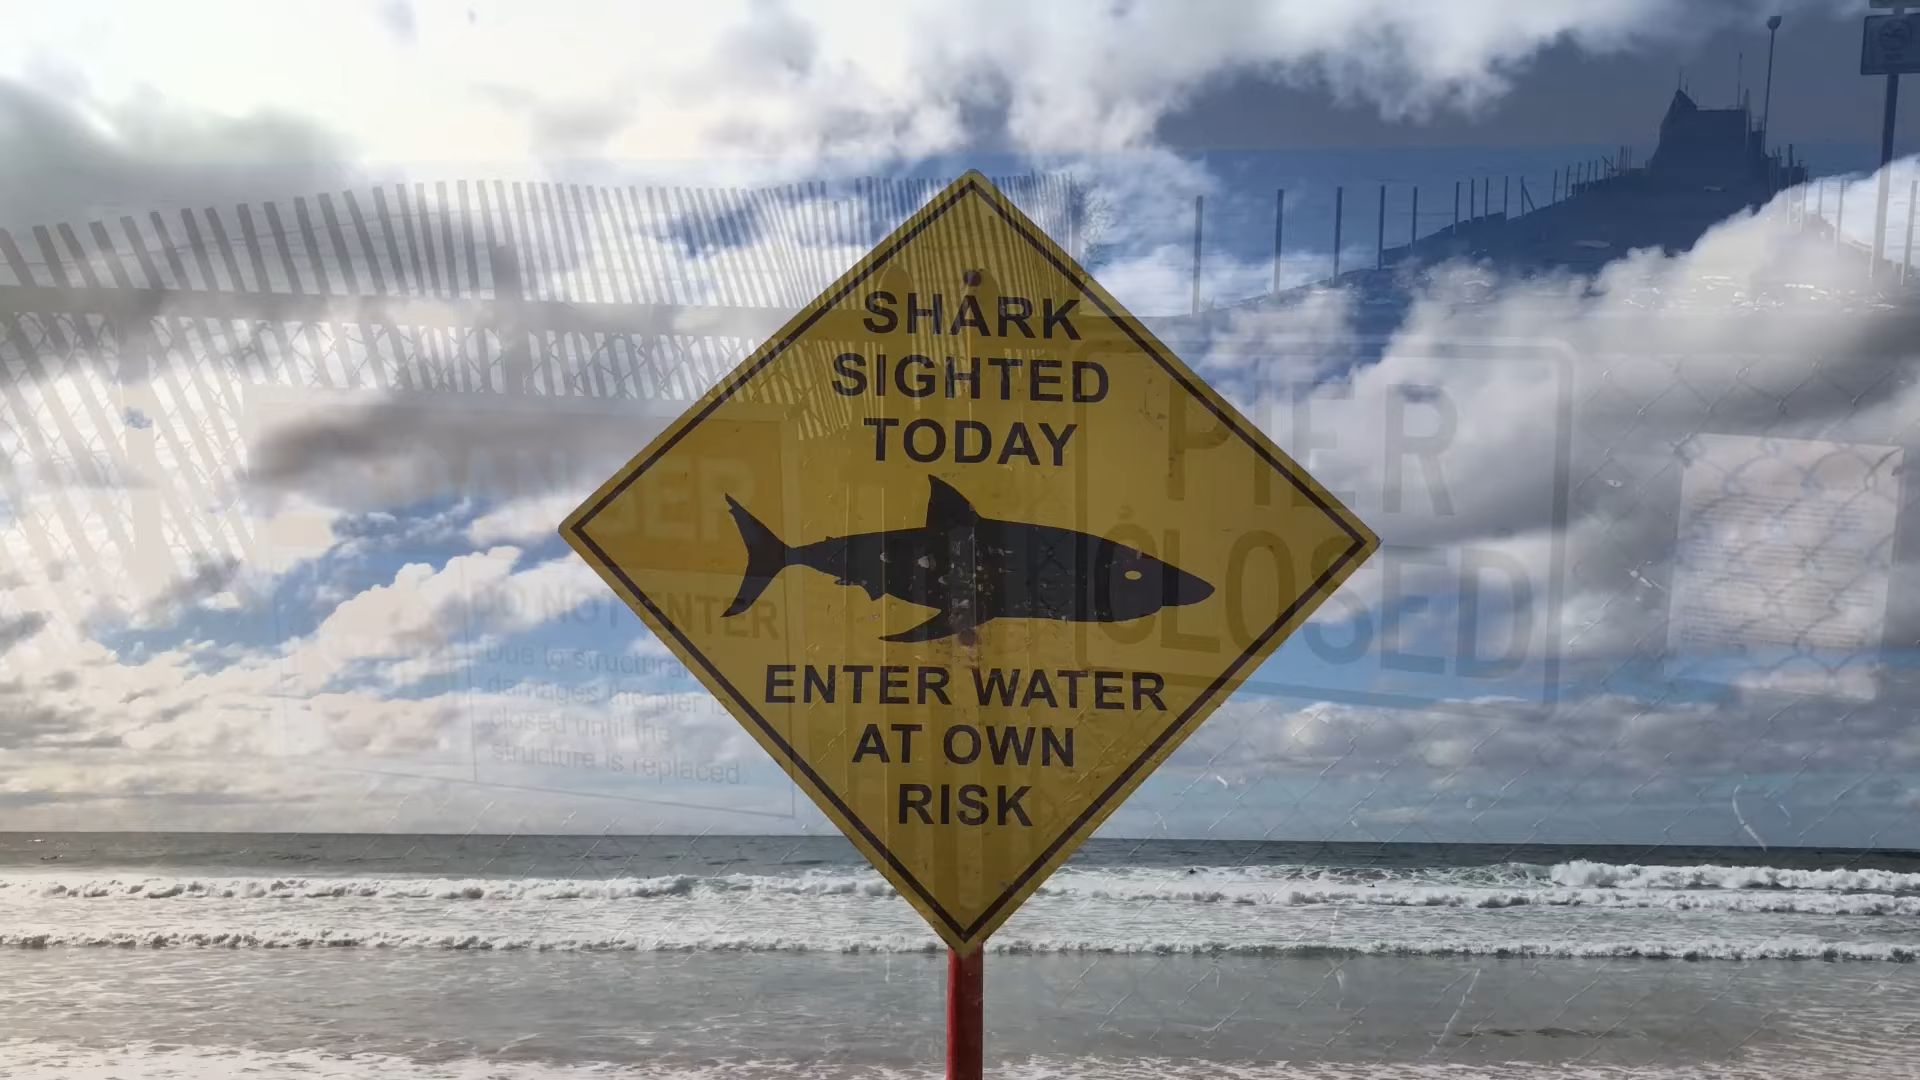 SHARK
SIGHTED
TODAY
ENTER WATER
AT OWN
RISK
DANGER
DO NOT ENTER
Due to structural
damages the pier is
closed until the
structure is replaced.
PIER
CLOSED